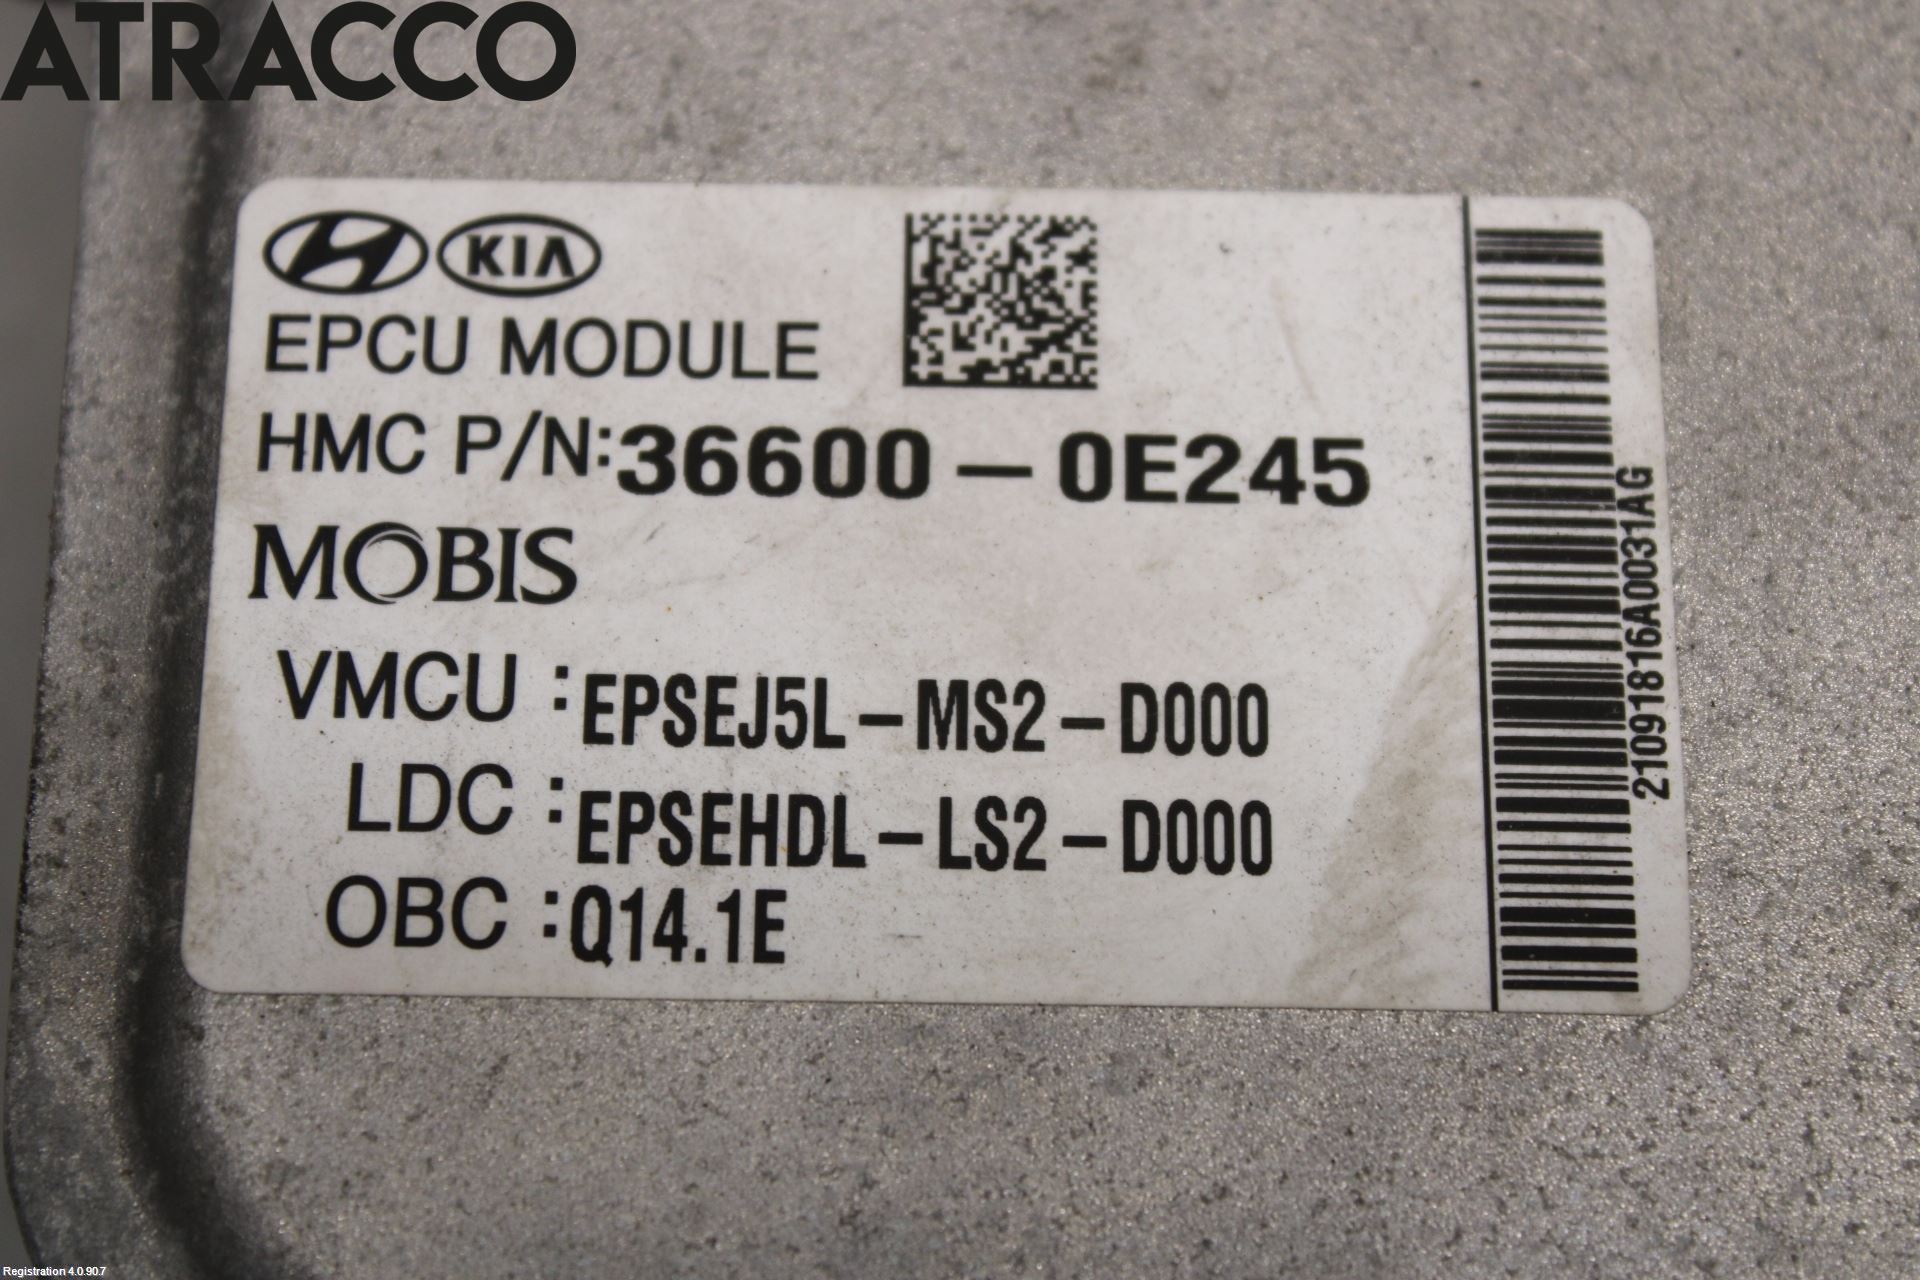 ATRACCO
KIA
EPCU MODULE
HMC P/N:36600-0E245
MOBIS
VMCU :EPSEJ5L-MS2-D000
LDC :EPSEHDL-LS2-D000
OBC :Q14.1E
21091816A0031AG
Registration 4.0.90.7